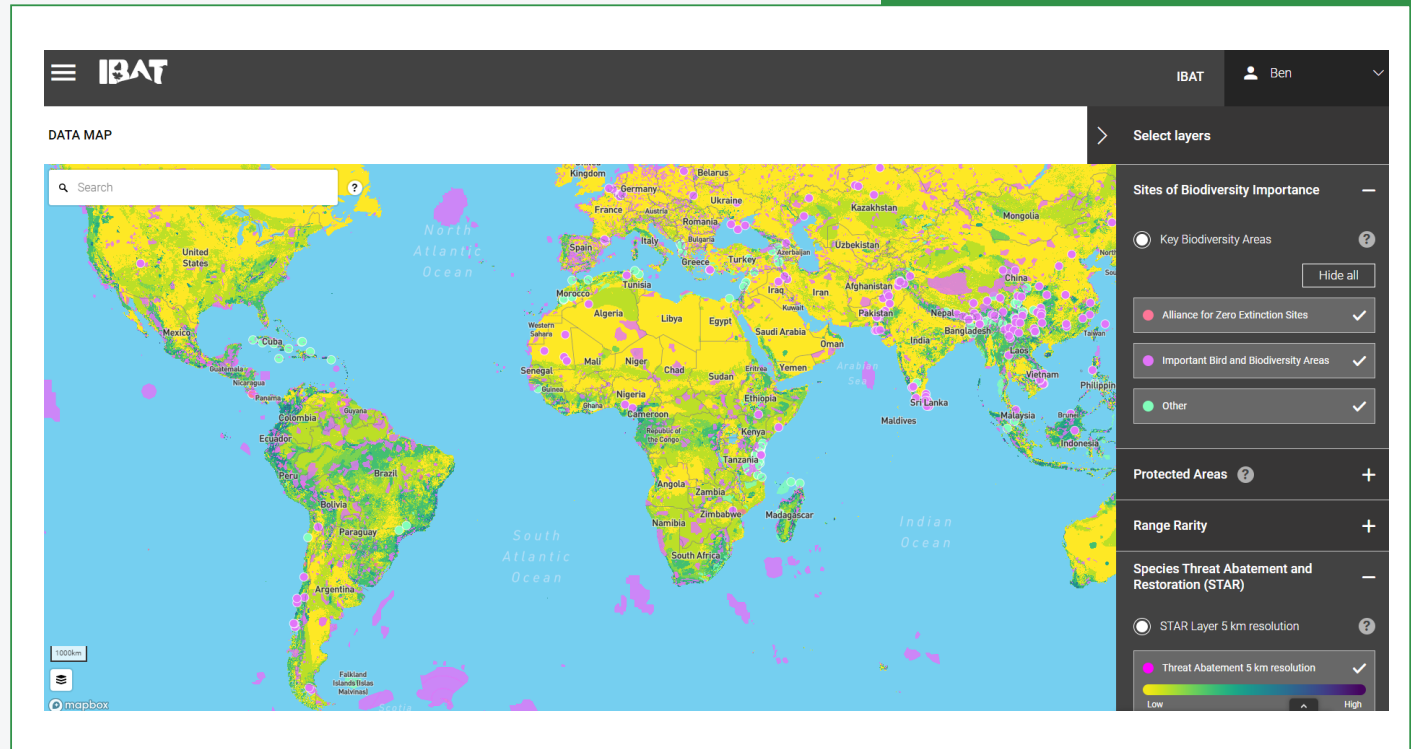 IBAT
IBAT
Ben
DATA MAP
Select layers
Search
?
Sites of Biodiversity Importance
Key Biodiversity Areas
?
Hide all
Alliance for Zero Extinction Sites
Important Bird and Biodiversity Areas
Other
Protected Areas ?
Range Rarity
Species Threat Abatement and
Restoration (STAR)
STAR Layer 5 km resolution
?
Threat Abatement 5 km resolution
Low
High
Kingdom
Belarus
Germany
Ukraine
Kazakhstan
France
Austria
Romania
Mongolia
North
Atlantic
Ocean
United
States
Spain
Italy
Bulgaria
Greece
Turkey
Azerbaijan
Uzbekistan
China
Morocco
Tunisia
Iraq
Iran
Afghanistan
Algeria
Libya
Egypt
Kuwait
Pakistan
Nepal
Western
Sahara
Saudi Arabia
India
Bangladesh
Taiwan
Mexico
Cuba
Oman
Laos
Mali
Niger
Chad
Sudan
Eritrea
Yemen
Arabian
Sea
Guatemala
Senegal
Vietnam
Nicaragua
Guinea
Nigeria
Ethiopia
Philippin
Panama
Ghana
Cameroon
Sri Lanka
Colombia
Guyana
Maldives
Malaysia
Brunei
Ecuador
Republic of
the Congo
Kenya
Indonesia
Tanzania
Peru
Brazil
Angola
Zambia
Bolivia
Zimbabwe
Madagascar
Namibia
Paraguay
South
Atlantic
Ocean
Indian
Ocean
South Africa
Argentina
1000km
Falkland
Islands (Islas
Malvinas)
Scotia
mapbox